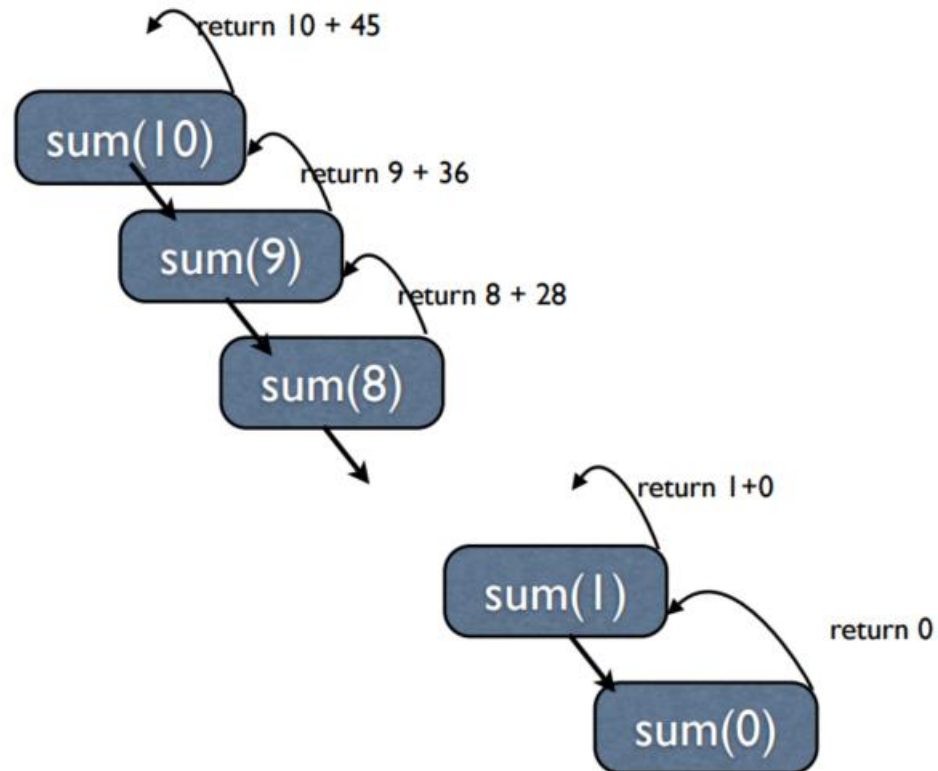 return 10 + 45
sum(10)
return 9 + 36
sum(9)
return 8 + 28
sum(8)
return 1+0
sum(1)
return 0
sum(0)